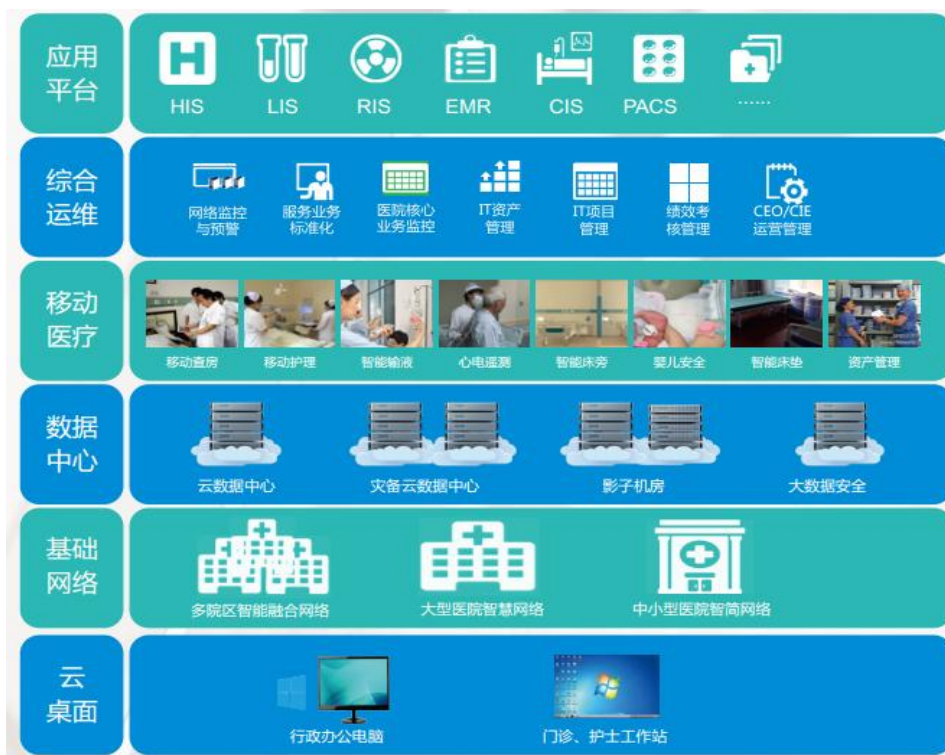 应用
平台
HIS
LIS
RIS
EMR
CIS
PACS
......
综合
运维
网络监控
与预警
服务业务
标准化
医院核心
业务监控
IT资产
管理
IT项目
管理
绩效考
核管理
CEO/CIE
运营管理
移动
医疗
移动查房
移动护理
智能输液
心电遥测
智能床旁
婴儿安全
智能床垫
资产管理
数据
中心
云数据中心
灾备云数据中心
影子机房
大数据安全
基础
网络
多院区智能融合网络
大型医院智慧网络
中小型医院智简网络
云
桌面
行政办公电脑
门诊、护士工作站